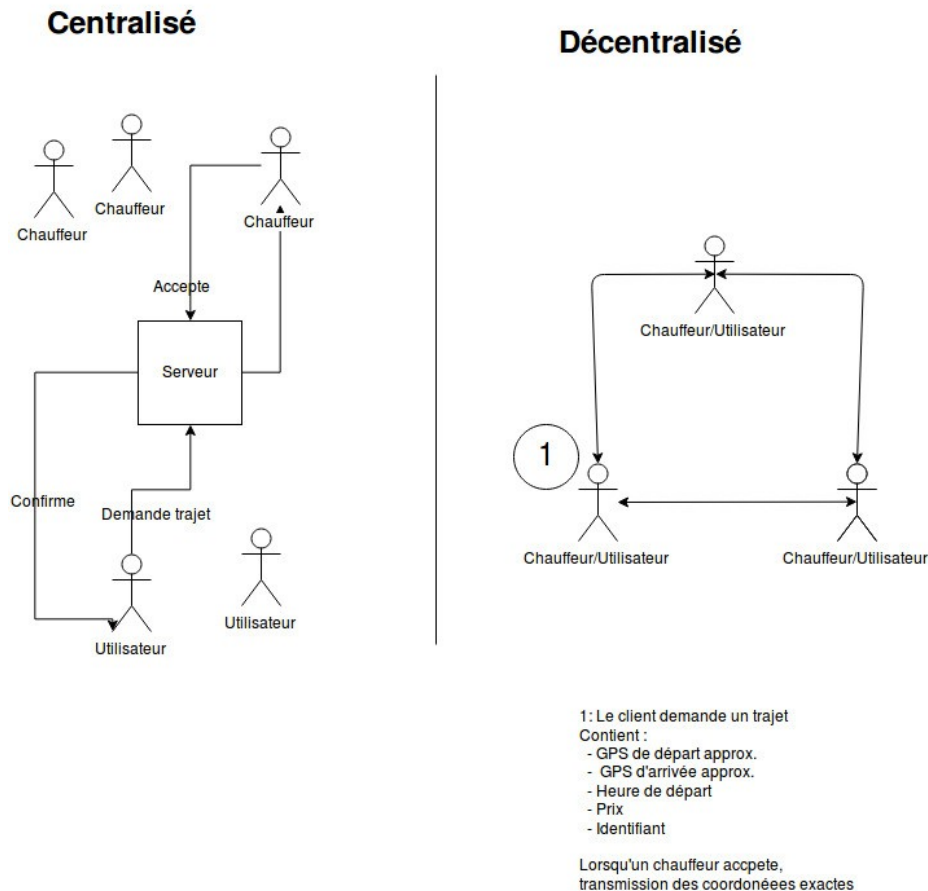 Centralisé
Décentralisé
Chauffeur
Chauffeur
Chauffeur
Accepte
Serveur
Confirme
Demande trajet
Utilisateur
Utilisateur
Chauffeur/Utilisateur
1
Chauffeur/Utilisateur
Chauffeur/Utilisateur
1: Le client demande un trajet
Contient :
- GPS de départ approx.
- GPS d'arrivée approx.
- Heure de départ
- Prix
- Identifiant
Lorsqu'un chauffeur accpete,
transmission des coordonéees exactes